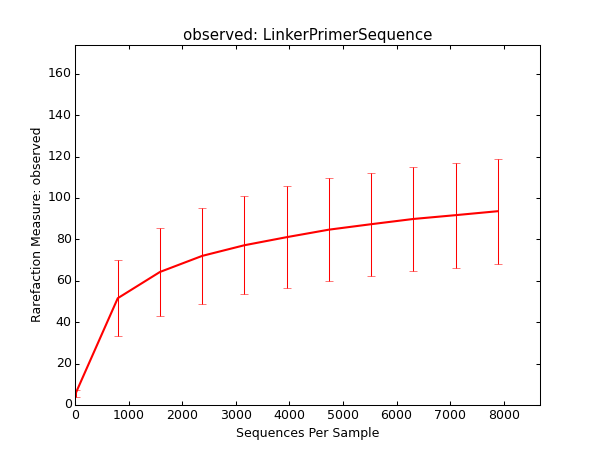 observed: LinkerPrimerSequence
160
140
120
100
80
60
40
20
0
Rarefaction Measure: observed
0 1000 2000 3000 4000 5000 6000 7000 8000
Sequences Per Sample